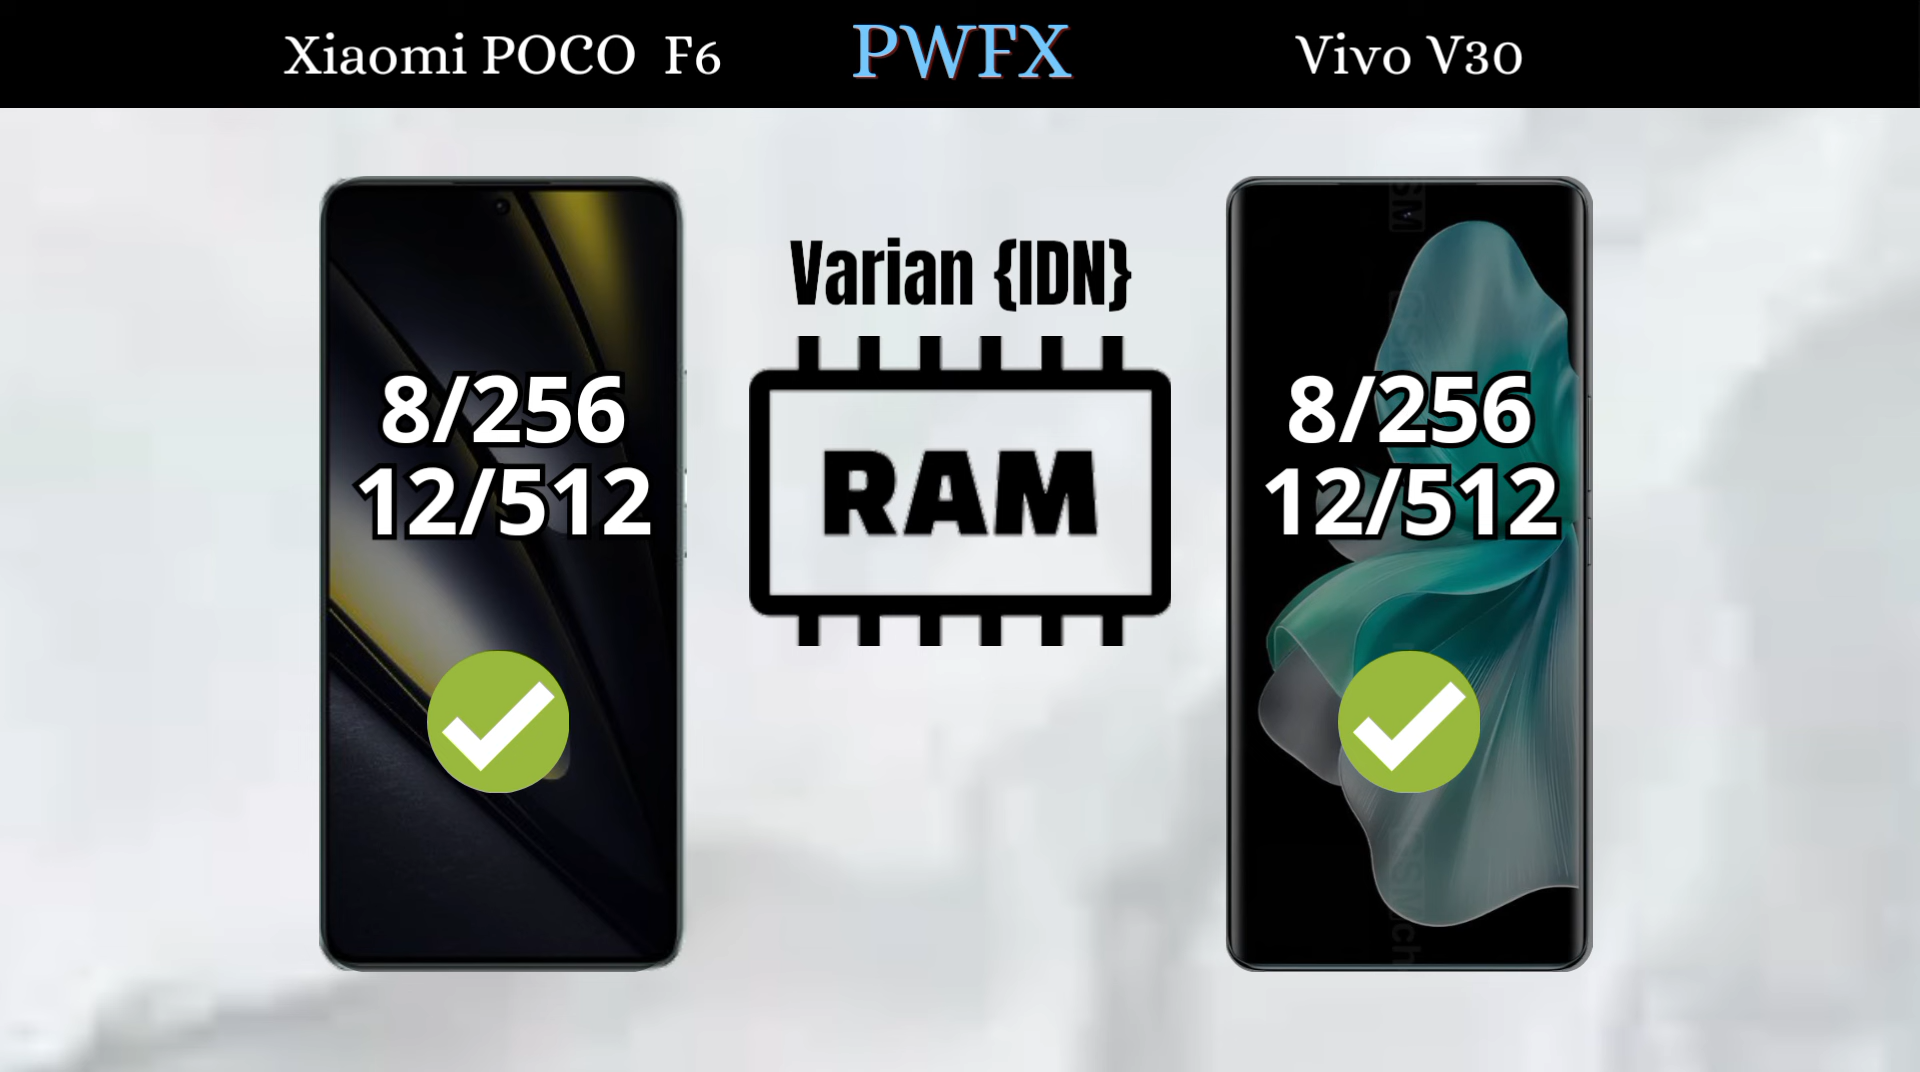 Xiaomi POCO F6
PWFX
Vivo V30
Varian {IDN}
RAM
8/256
12/512
8/256
12/512